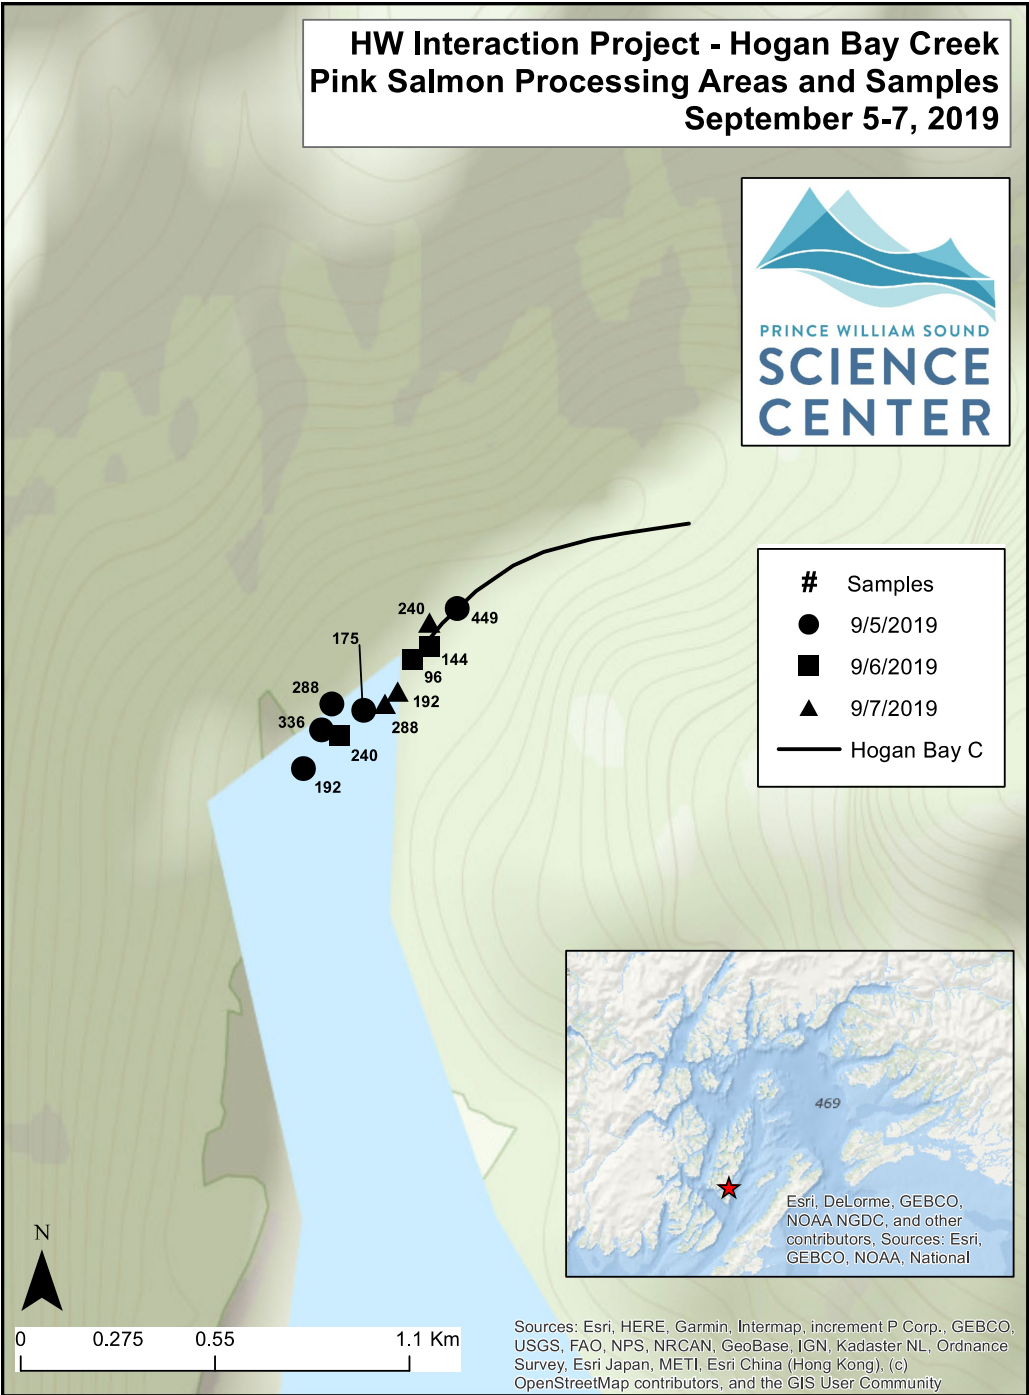 HW Interaction Project - Hogan Bay Creek
Pink Salmon Processing Areas and Samples
September 5-7, 2019
PRINCE WILLIAM SOUND
SCIENCE
CENTER
# Samples
9/5/2019
9/6/2019
9/7/2019
Hogan Bay C
240
449
175
144
96
288
192
336
288
240
192
469
Esri, DeLorme, GEBCO,
NOAA NGDC, and other
contributors, Sources: Esri,
GEBCO, NOAA, National
N
0 0.275 0.55 1.1 Km
Sources: Esri, HERE, Garmin, Intermap, increment P Corp., GEBCO,
USGS, FAO, NPS, NRCAN, GeoBase, IGN, Kadaster NL, Ordnance
Survey, Esri Japan, METI, Esri China (Hong Kong), (c)
OpenStreetMap contributors, and the GIS User Community